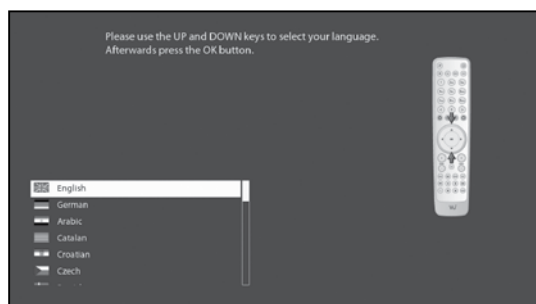 Please use the UP and DOWN keys to select your language.
Afterwards press the OK button.
English
German
Arabic
Catalan
Croatian
Czech